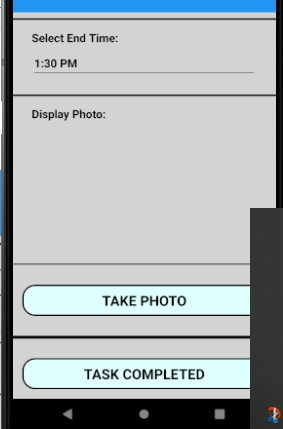 Select End Time:
1:30 PM
Display Photo:
TAKE PHOTO
TASK COMPLETED